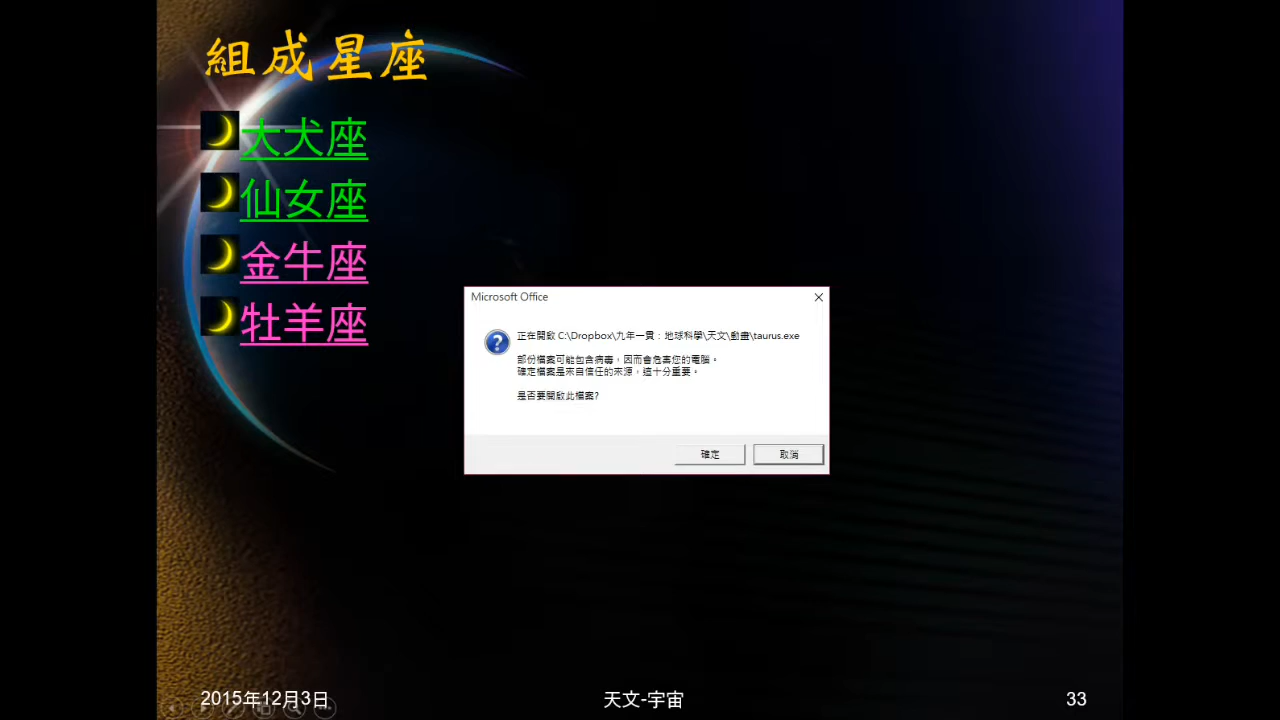 組成星座
大犬座
仙女座
金牛座
牡羊座
Microsoft Office
正在開啟 C:\Dropbox\九年一貫：地球科學\天文\動畫\taurus.exe
部份檔案可能包含病毒，因而會危害您的電腦。
確定檔案是來自信任的來源，這十分重要。
是否要開啟此檔案?
確定
取消
2015年12月3日
天文-宇宙
33